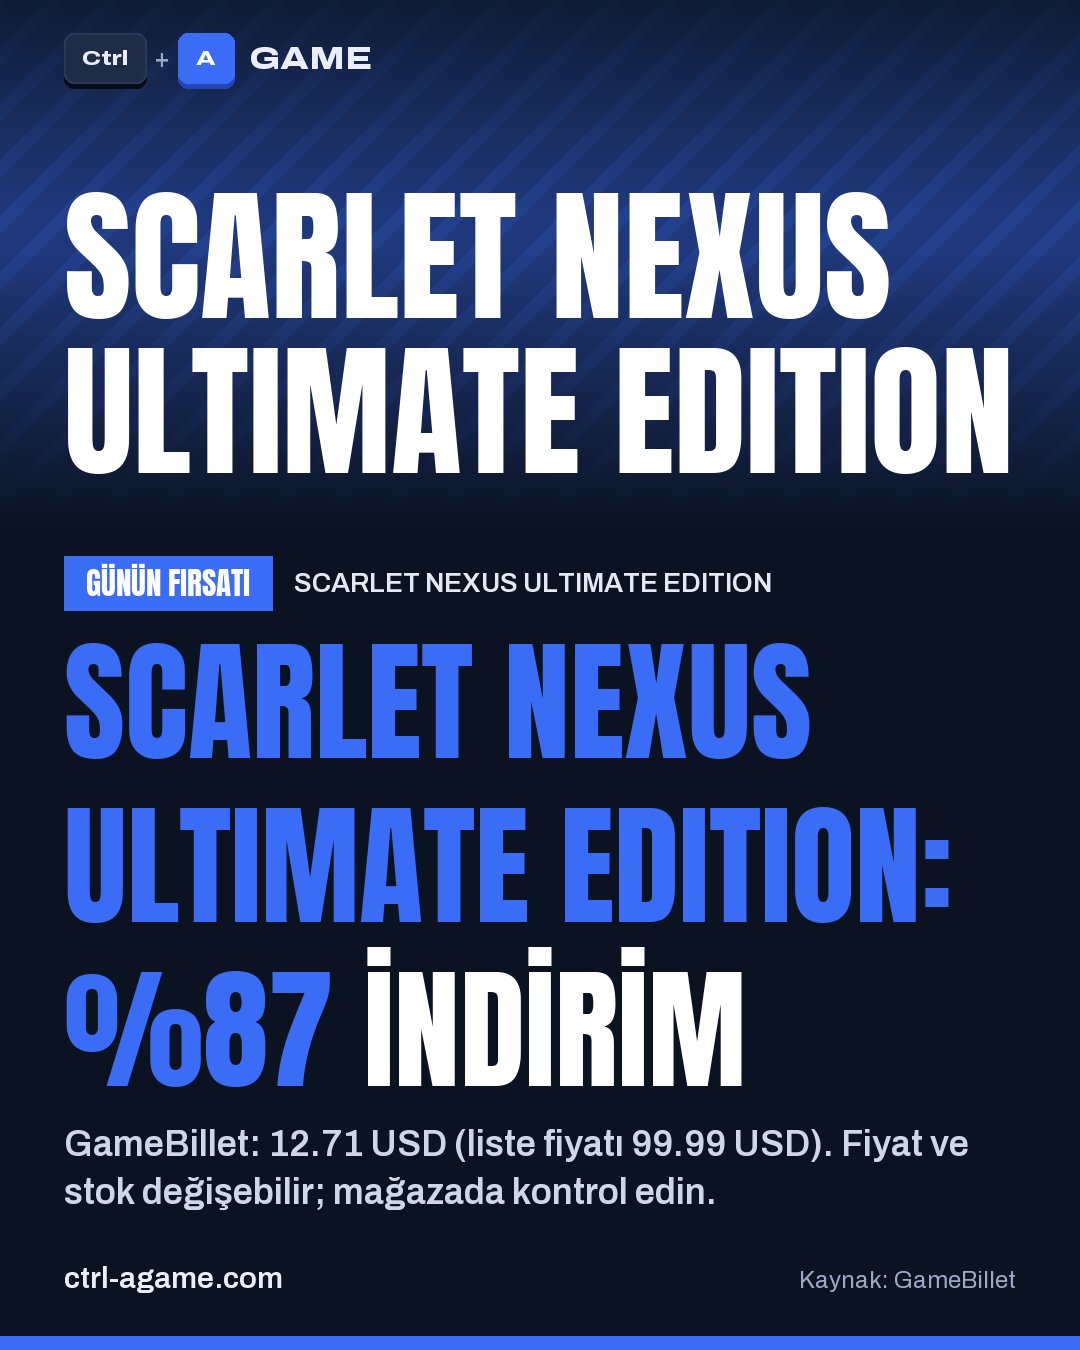 Ctrl + A GAME
SCARLET NEXUS
ULTIMATE EDITION
GÜNÜN FIRSATI SCARLET NEXUS ULTIMATE EDITION
SCARLET NEXUS
ULTIMATE EDITION:
%87 İNDİRİM
GameBillet: 12.71 USD (liste fiyatı 99.99 USD). Fiyat ve
stok değişebilir; mağazada kontrol edin.
ctrl-agame.com Kaynak: GameBillet